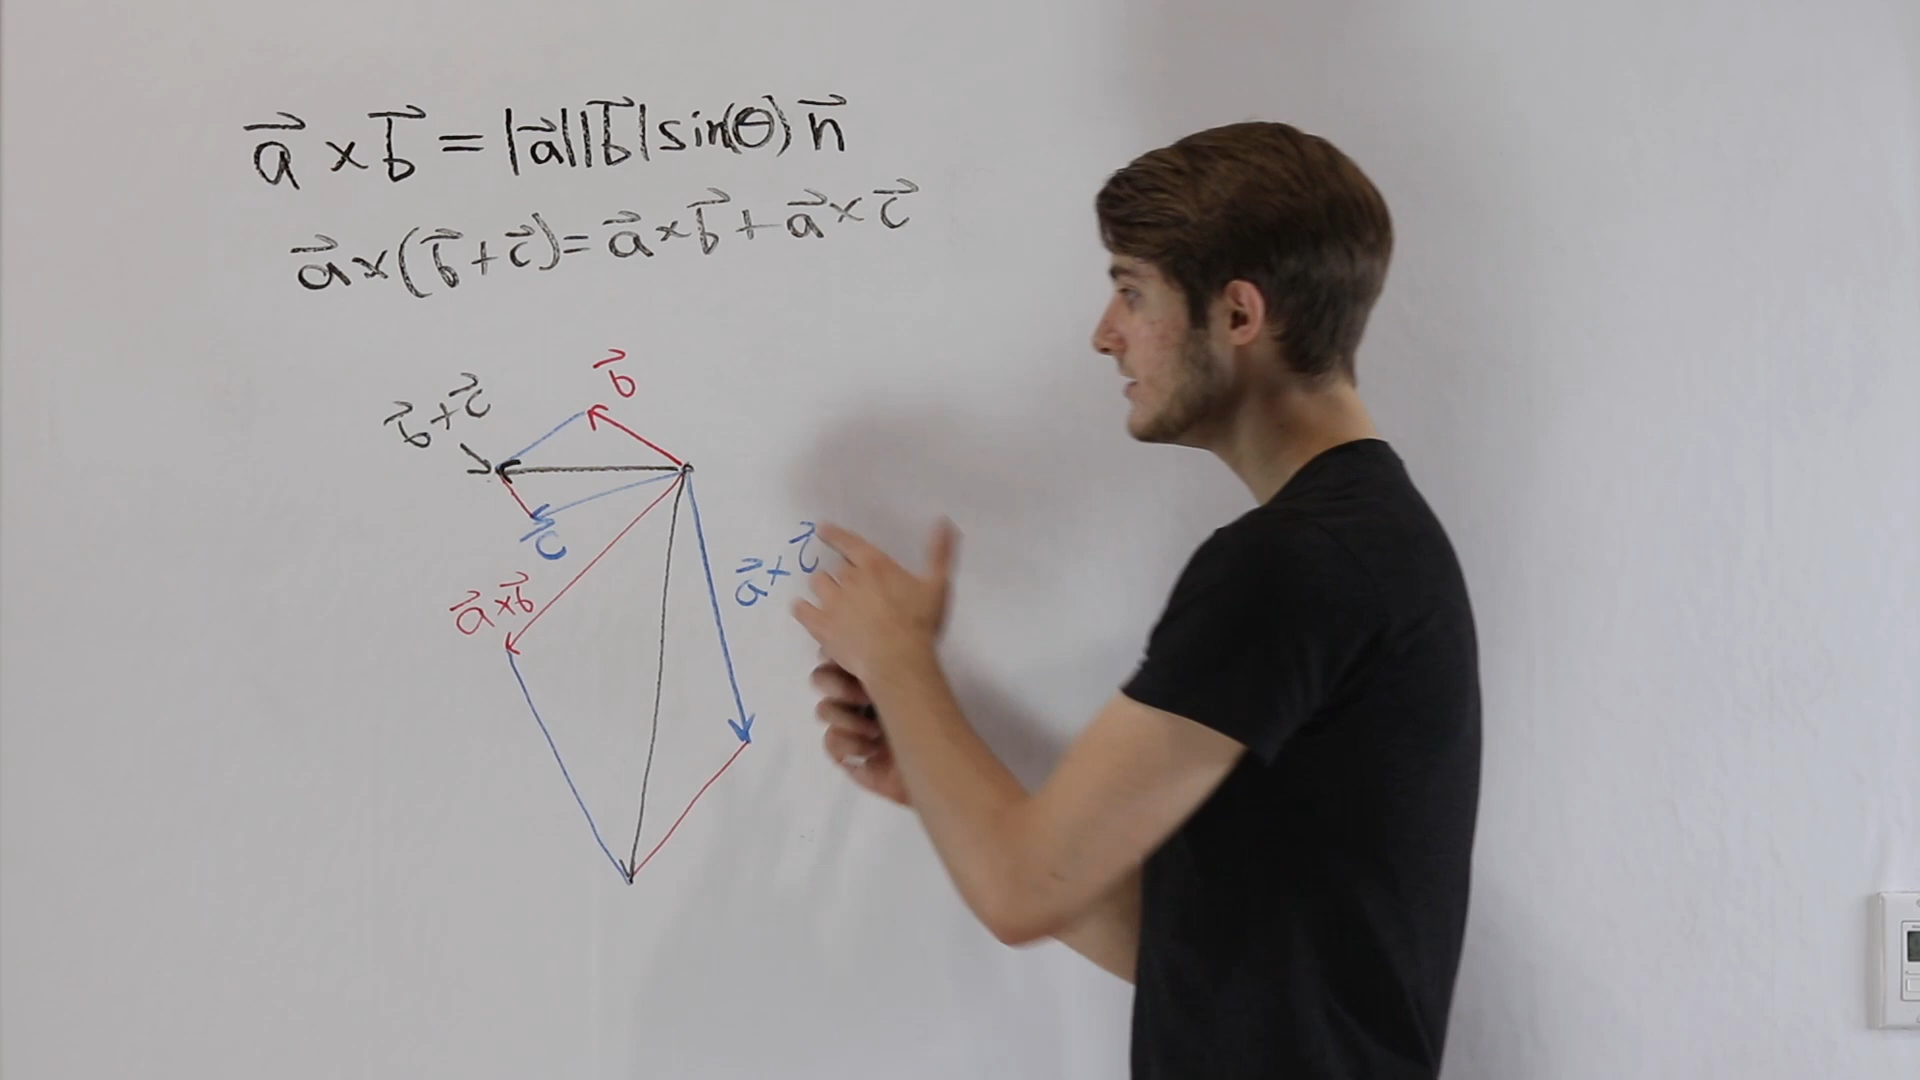 a⃗ × b⃗ = |a⃗||b⃗| sin(θ) n⃗
a⃗ × (b⃗ + c⃗) = a⃗ × b⃗ + a⃗ × c⃗
b⃗
b⃗ + c⃗
c⃗
a⃗ × c⃗
a⃗ × b⃗